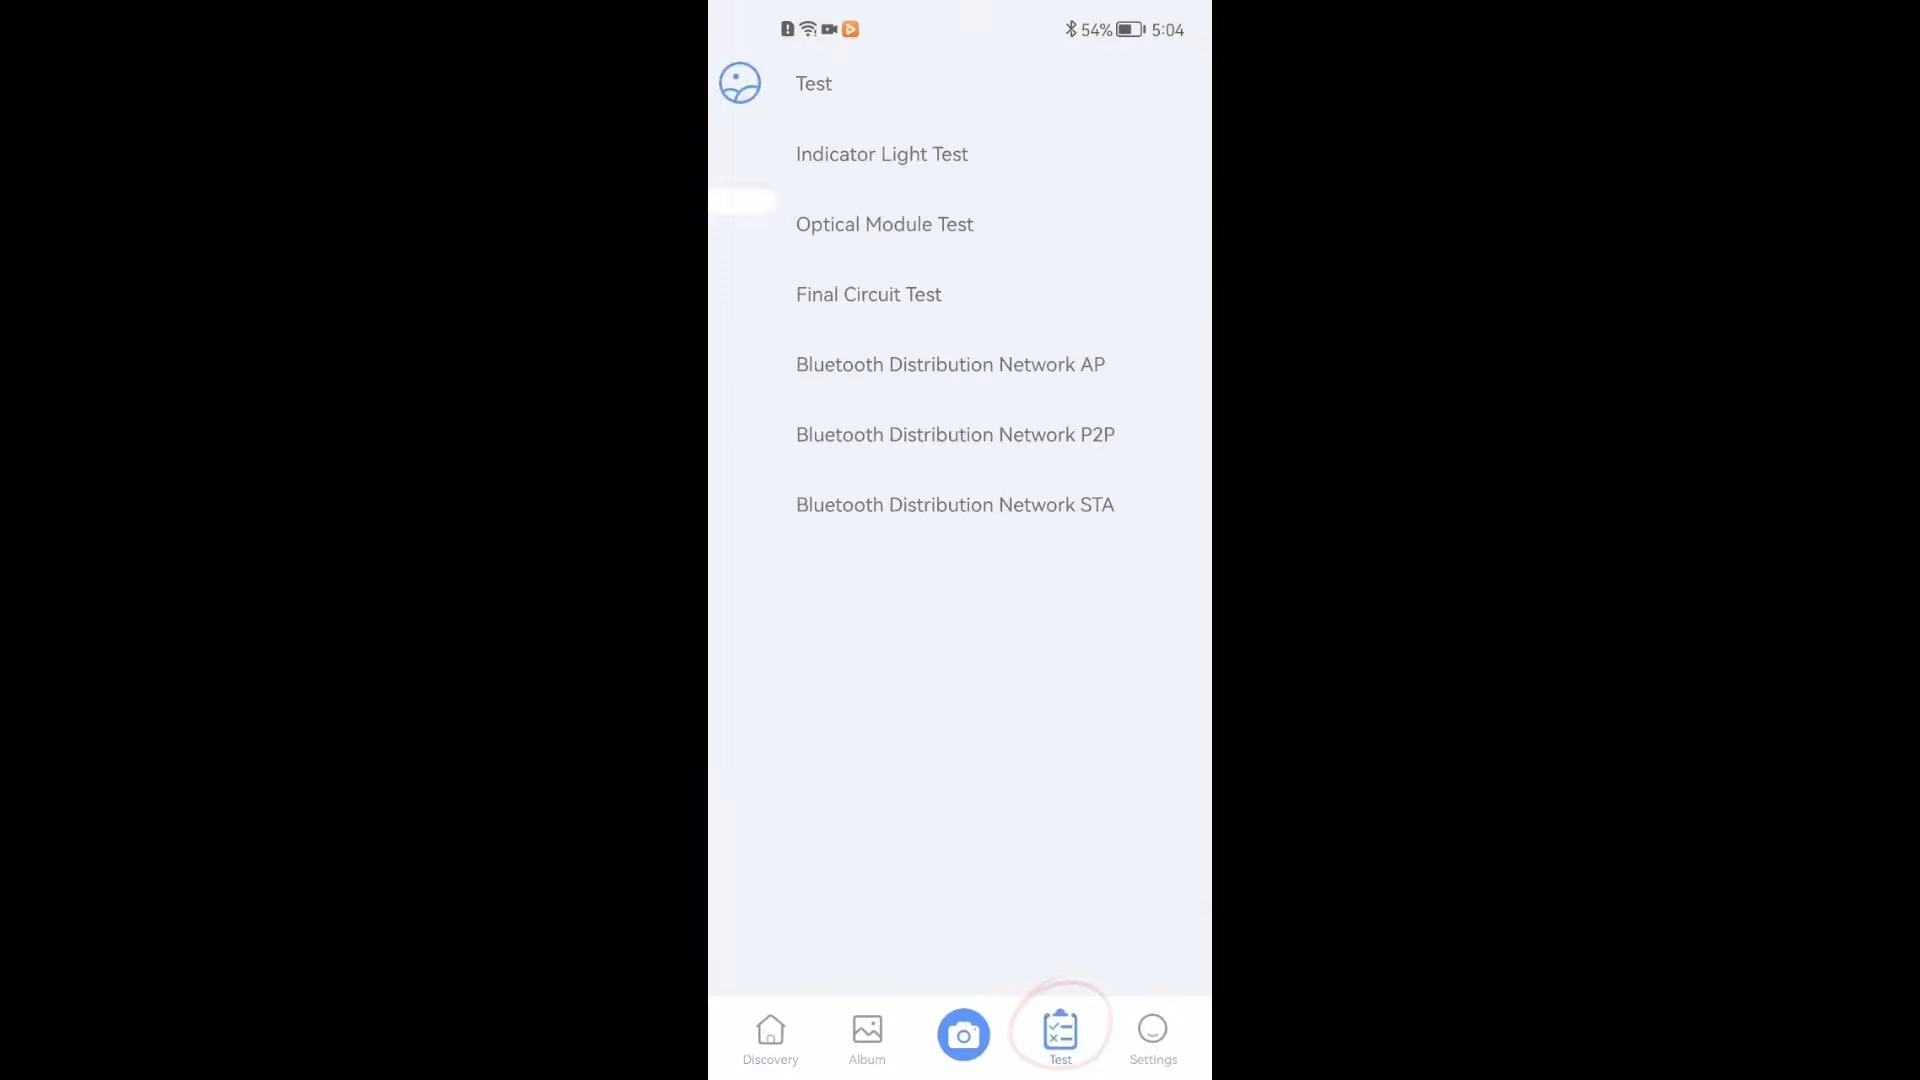 54% 5:04
Test
Indicator Light Test
Optical Module Test
Final Circuit Test
Bluetooth Distribution Network AP
Bluetooth Distribution Network P2P
Bluetooth Distribution Network STA
Discovery Album Test Settings